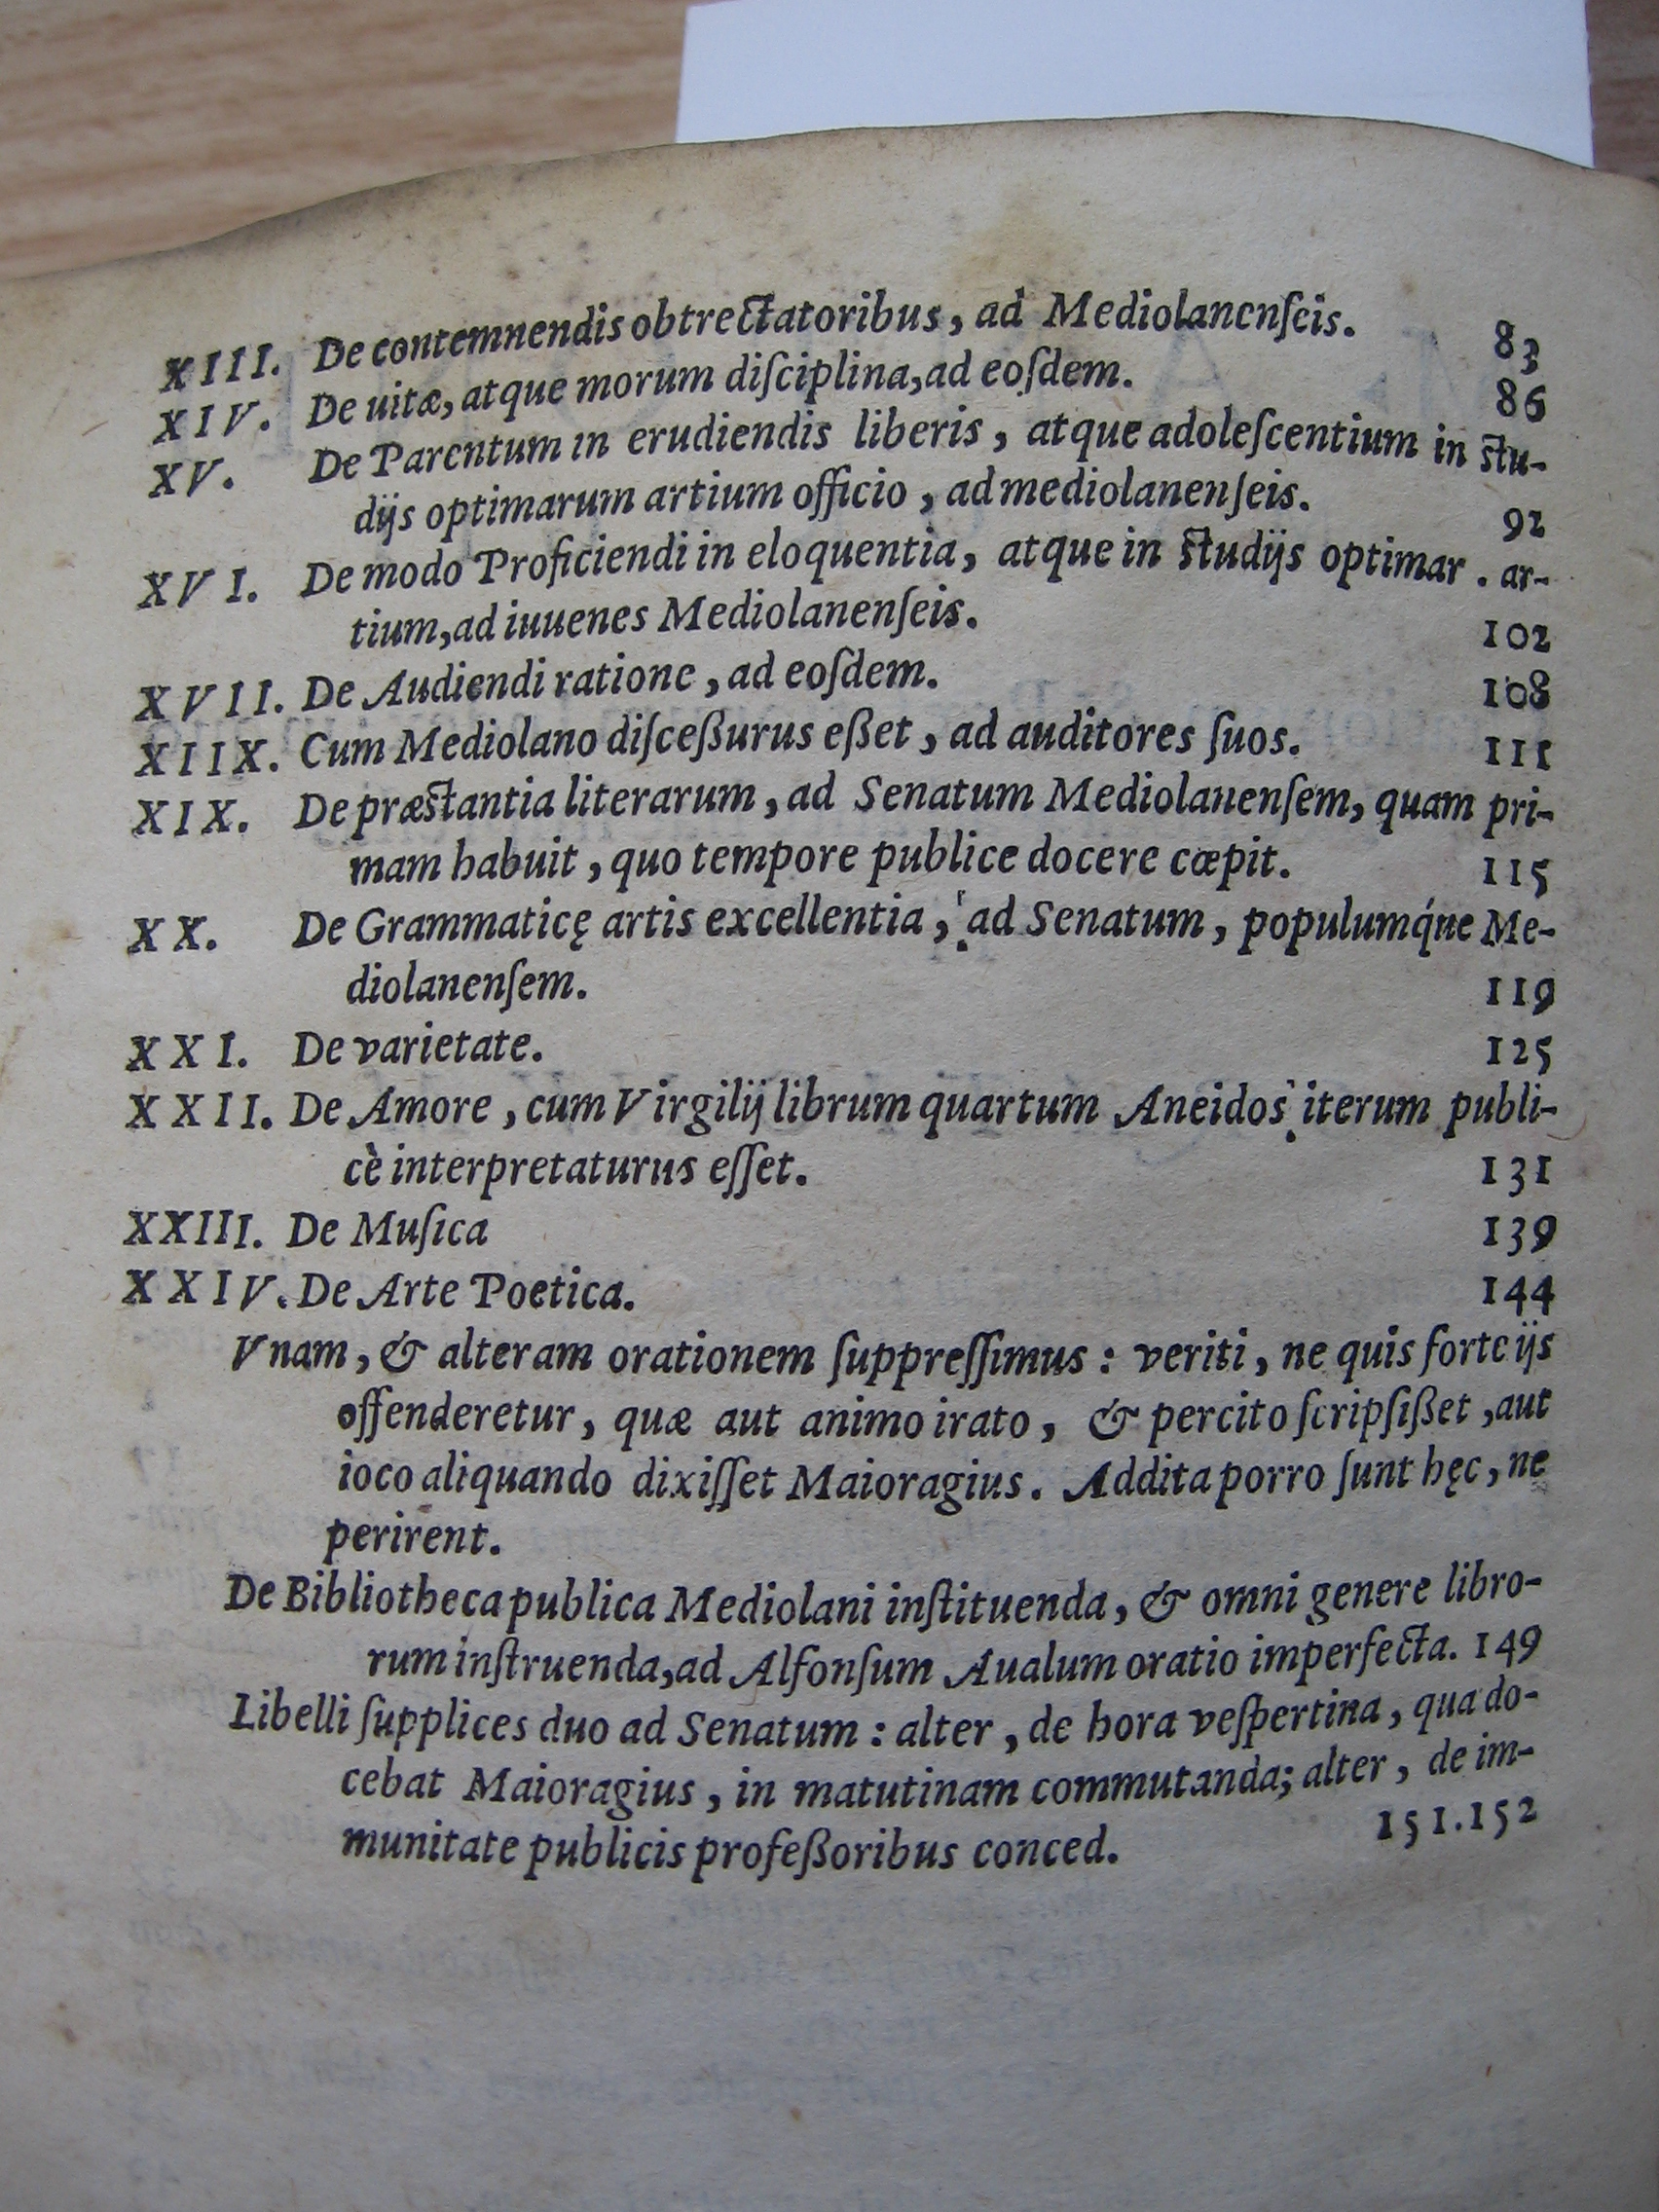 XIII. De contemnendis obtrectatoribus, ad Mediolanenſeis. 83
XIV. De uitæ, atque morum diſciplina, ad eoſdem. 86
XV. De Parentum in erudiendis liberis, atque adoleſcentium in ſtu-
dijs optimarum artium officio, ad mediolanenſeis. 92
XVI. De modo Proficiendi in eloquentia, atque in ſtudijs optimar. ar-
tium, ad iuuenes Mediolanenſeis. 102
XVII. De Audiendi ratione, ad eoſdem. 108
XIIX. Cum Mediolano diſceßurus eßet, ad auditores ſuos. 111
XIX. De præſtantia literarum, ad Senatum Mediolanenſem, quam pri-
mam habuit, quo tempore publice docere cœpit. 115
XX. De Grammaticę artis excellentia, ad Senatum, populumq́ue Me-
diolanenſem. 119
XXI. De varietate. 125
XXII. De Amore, cum Virgilij librum quartum Aneidos iterum publi-
cè interpretaturus eſſet. 131
XXIII. De Muſica 139
XXIV. De Arte Poetica. 144
Vnam, & alteram orationem ſuppreſſimus: veriti, ne quis forte ijs
offenderetur, quæ aut animo irato, & percito ſcripſißet, aut
ioco aliquando dixiſſet Maioragius. Addita porro ſunt hęc, ne
perirent.
De Bibliotheca publica Mediolani inſtituenda, & omni genere libro-
rum inſtruenda, ad Alfonſum Aualum oratio imperfecta. 149
Libelli ſupplices duo ad Senatum: alter, de hora veſpertina, qua do-
cebat Maioragius, in matutinam commutanda; alter, de im-
munitate publicis profeßoribus conced. 151.152